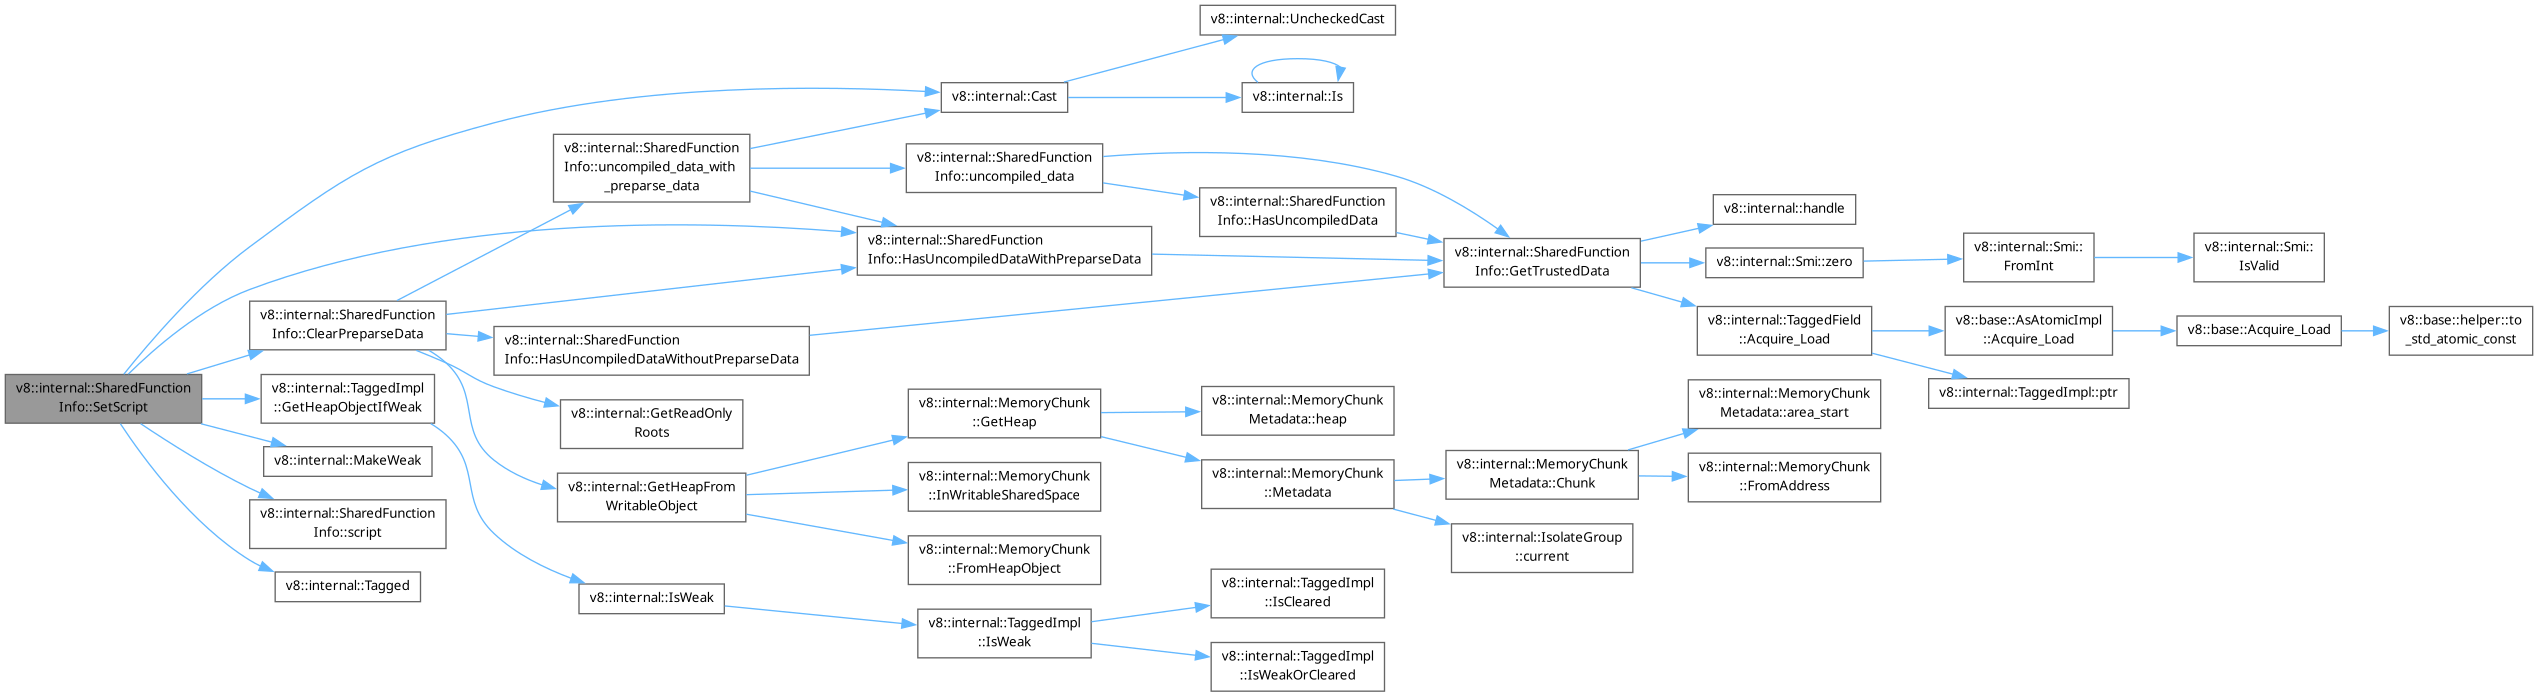 v8::internal::SharedFunction
Info::SetScript
v8::internal::Cast
v8::internal::UncheckedCast
v8::internal::Is
v8::internal::SharedFunction
Info::ClearPreparseData
v8::internal::SharedFunction
Info::uncompiled_data_with
_preparse_data
v8::internal::SharedFunction
Info::uncompiled_data
v8::internal::SharedFunction
Info::HasUncompiledData
v8::internal::SharedFunction
Info::HasUncompiledDataWithPreparseData
v8::internal::SharedFunction
Info::GetTrustedData
v8::internal::handle
v8::internal::Smi::zero
v8::internal::Smi::
FromInt
v8::internal::Smi::
IsValid
v8::internal::TaggedField
::Acquire_Load
v8::base::AsAtomicImpl
::Acquire_Load
v8::base::Acquire_Load
v8::base::helper::to
_std_atomic_const
v8::internal::TaggedImpl::ptr
v8::internal::SharedFunction
Info::HasUncompiledDataWithoutPreparseData
v8::internal::GetReadOnly
Roots
v8::internal::GetHeapFrom
WritableObject
v8::internal::MemoryChunk
::GetHeap
v8::internal::MemoryChunk
Metadata::heap
v8::internal::MemoryChunk
::Metadata
v8::internal::MemoryChunk
Metadata::Chunk
v8::internal::MemoryChunk
Metadata::area_start
v8::internal::MemoryChunk
::FromAddress
v8::internal::IsolateGroup
::current
v8::internal::MemoryChunk
::InWritableSharedSpace
v8::internal::MemoryChunk
::FromHeapObject
v8::internal::TaggedImpl
::GetHeapObjectIfWeak
v8::internal::IsWeak
v8::internal::TaggedImpl
::IsWeak
v8::internal::TaggedImpl
::IsCleared
v8::internal::TaggedImpl
::IsWeakOrCleared
v8::internal::MakeWeak
v8::internal::SharedFunction
Info::script
v8::internal::Tagged